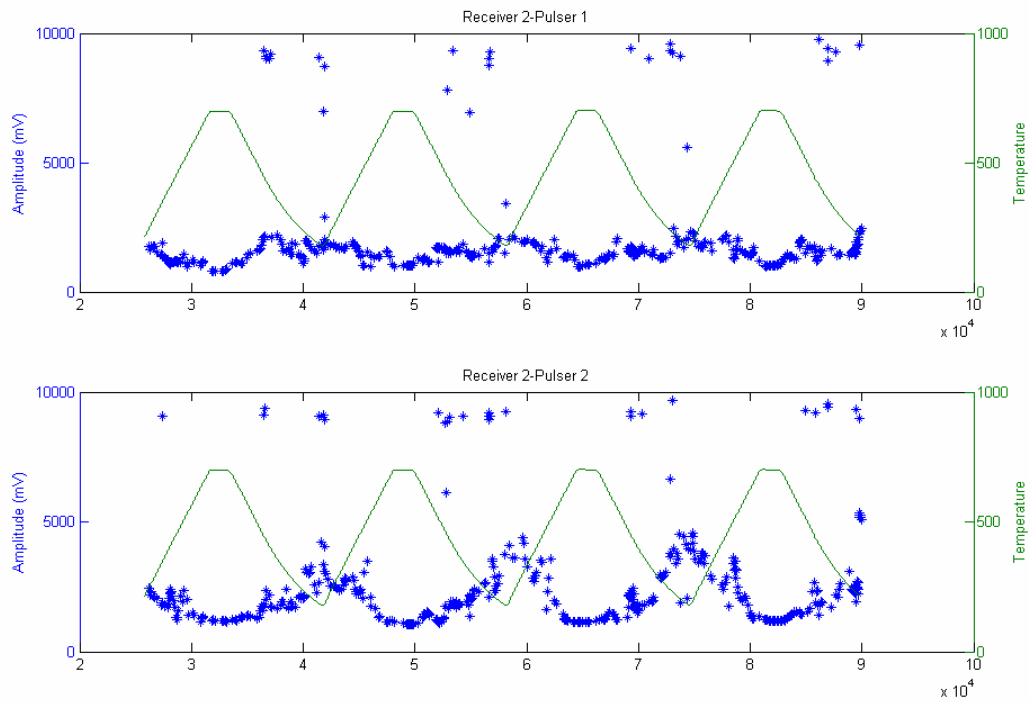 Receiver 2-Pulser 1
10000
5000
0
Amplitude (mV)
1000
500
0
Temperature
2 3 4 5 6 7 8 9 10
x 10^4
Receiver 2-Pulser 2
10000
5000
0
Amplitude (mV)
1000
500
0
Temperature
2 3 4 5 6 7 8 9 10
x 10^4